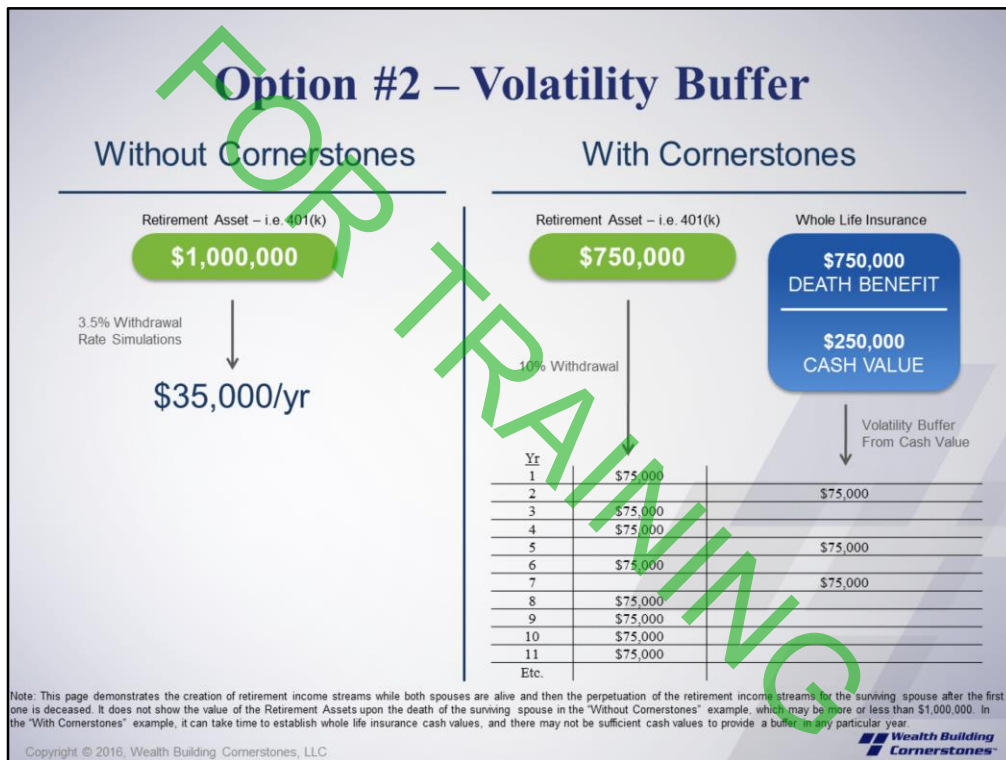 Option #2 – Volatility Buffer
Without Cornerstones
Retirement Asset – i.e. 401(k)
$1,000,000
3.5% Withdrawal
Rate Simulations
$35,000/yr
With Cornerstones
Retirement Asset – i.e. 401(k)
$750,000
10% Withdrawal
Whole Life Insurance
$750,000
DEATH BENEFIT
$250,000
CASH VALUE
Volatility Buffer
From Cash Value
Yr
1 $75,000
2 $75,000
3 $75,000
4 $75,000
5 $75,000
6 $75,000
7 $75,000
8 $75,000
9 $75,000
10 $75,000
11 $75,000
Etc.
Note: This page demonstrates the creation of retirement income streams while both spouses are alive and then the perpetuation of the retirement income streams for the surviving spouse after the first
one is deceased. It does not show the value of the Retirement Assets upon the death of the surviving spouse in the "Without Cornerstones" example, which may be more or less than $1,000,000. In
the "With Cornerstones" example, it can take time to establish whole life insurance cash values, and there may not be sufficient cash values to provide a buffer in any particular year.
Copyright © 2016, Wealth Building Cornerstones, LLC
Wealth Building
Cornerstones
FOR TRAINING